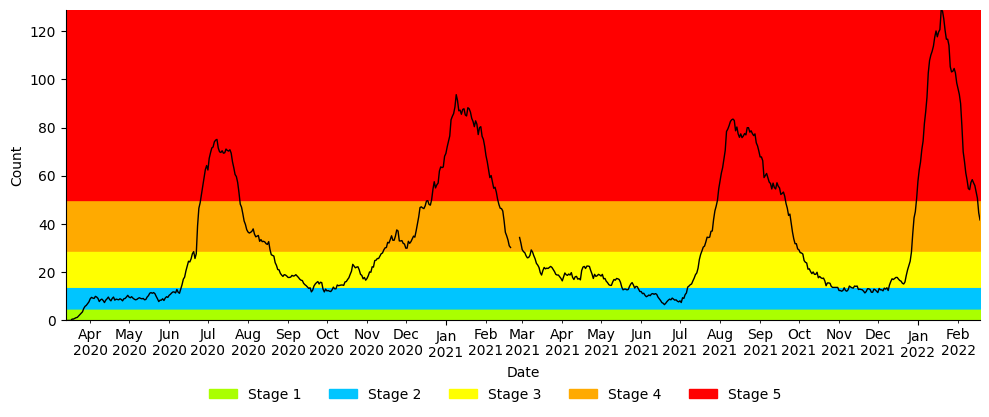 120
100
80
60
40
20
0
Count
Apr May Jun Jul Aug Sep Oct Nov Dec Jan Feb Mar Apr May Jun Jul Aug Sep Oct Nov Dec Jan Feb
2020 2020 2020 2020 2020 2020 2020 2020 2020 2021 2021 2021 2021 2021 2021 2021 2021 2021 2021 2021 2021 2022 2022
Date
Stage 1 Stage 2 Stage 3 Stage 4 Stage 5